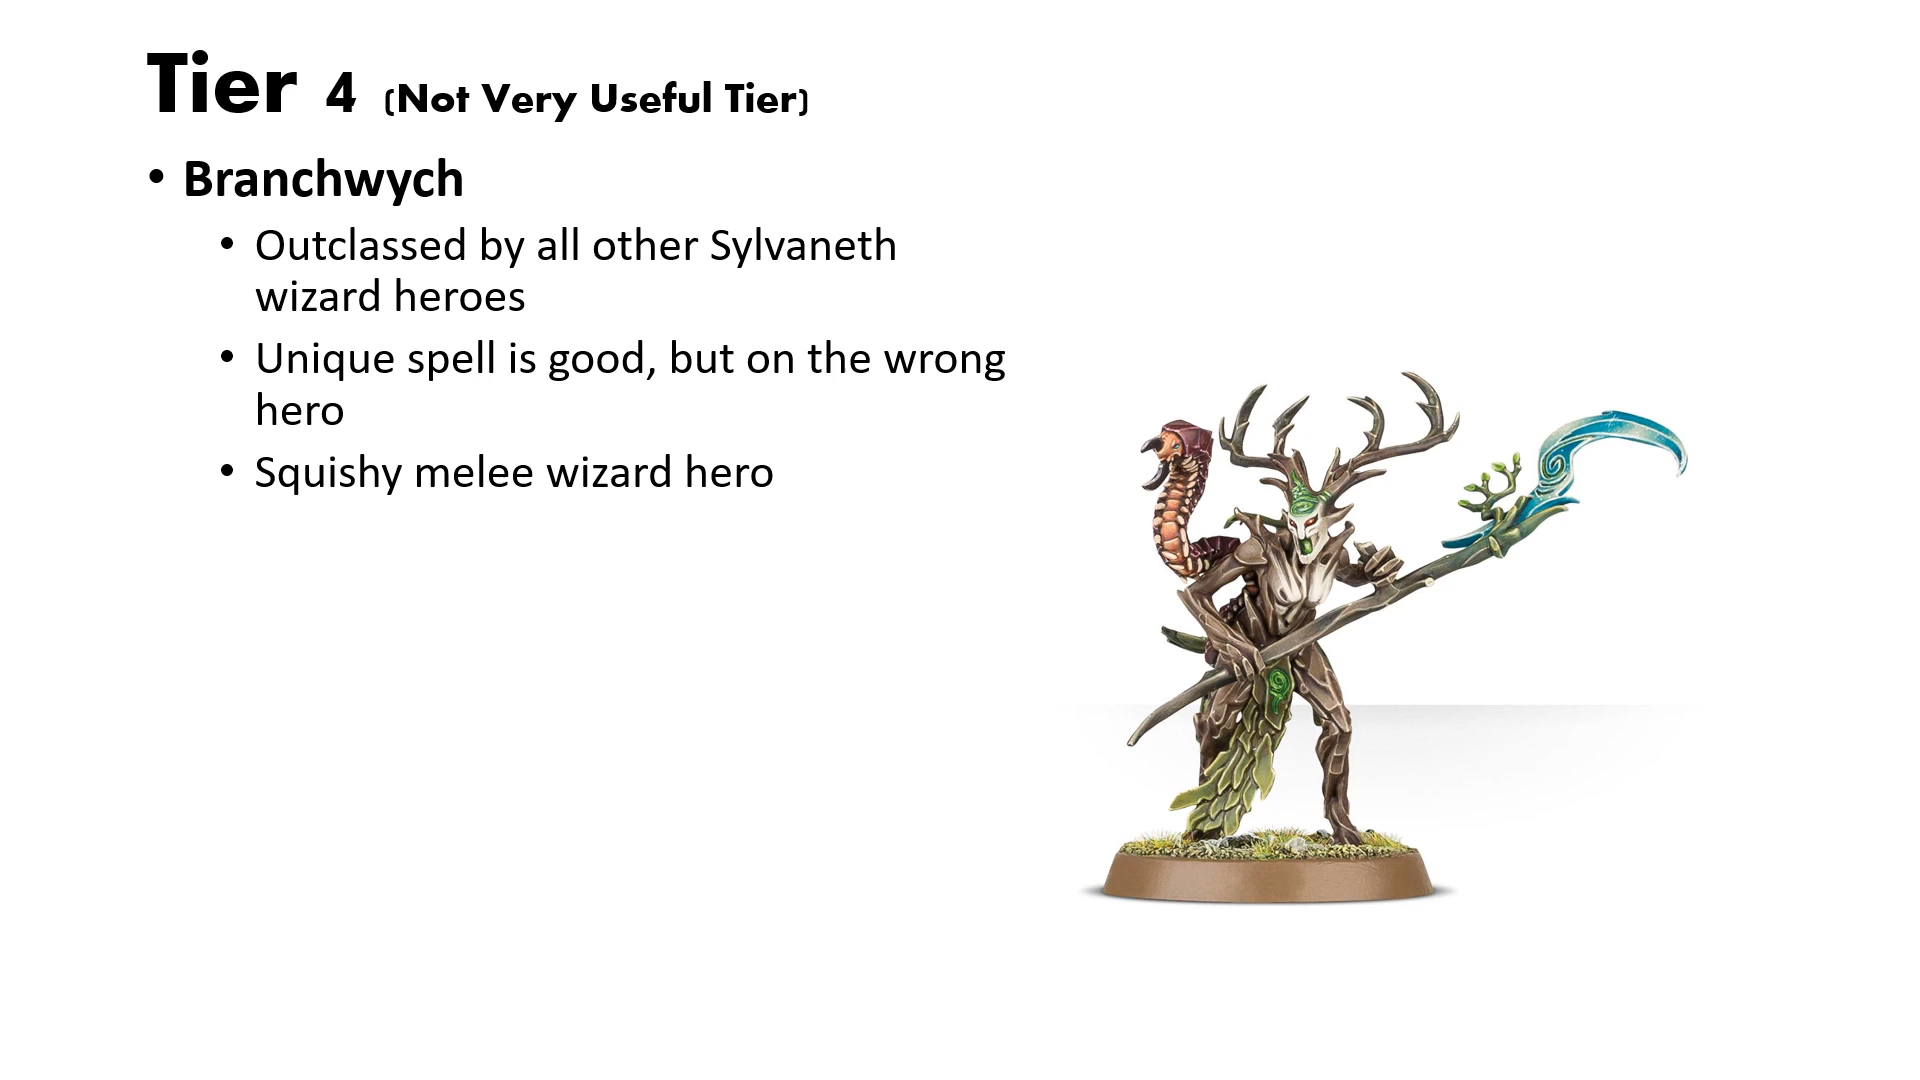 Tier 4 (Not Very Useful Tier)
• Branchwych
• Outclassed by all other Sylvaneth
wizard heroes
• Unique spell is good, but on the wrong
hero
• Squishy melee wizard hero